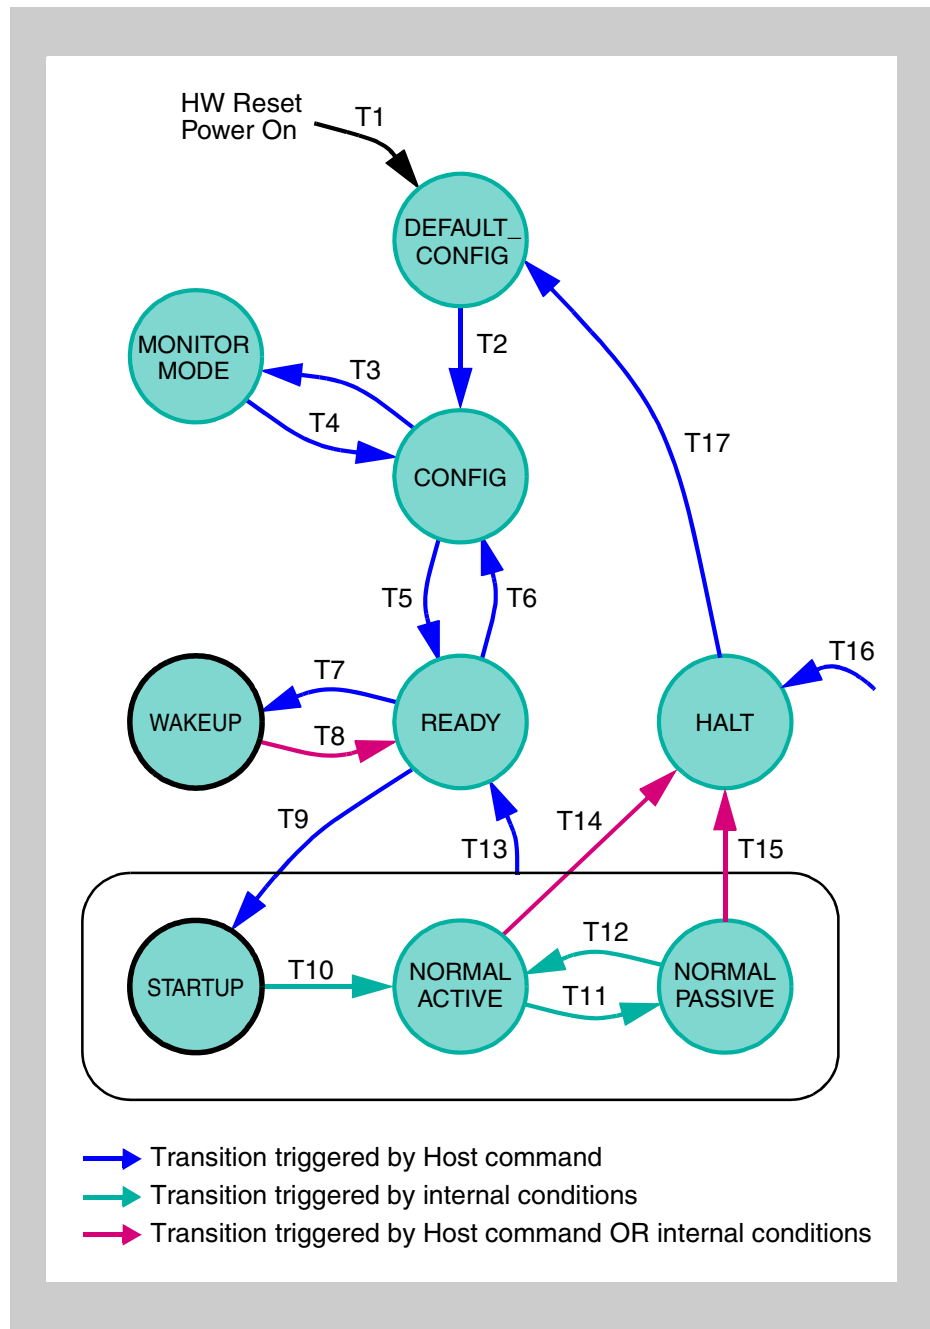 HW Reset
Power On
T1
DEFAULT_
CONFIG
T2
MONITOR
MODE
T3
T4
CONFIG
T17
T5
T6
T16
WAKEUP
T7
T8
READY
HALT
T9
T13
T14
T15
STARTUP
T10
NORMAL
ACTIVE
T12
T11
NORMAL
PASSIVE
Transition triggered by Host command
Transition triggered by internal conditions
Transition triggered by Host command OR internal conditions